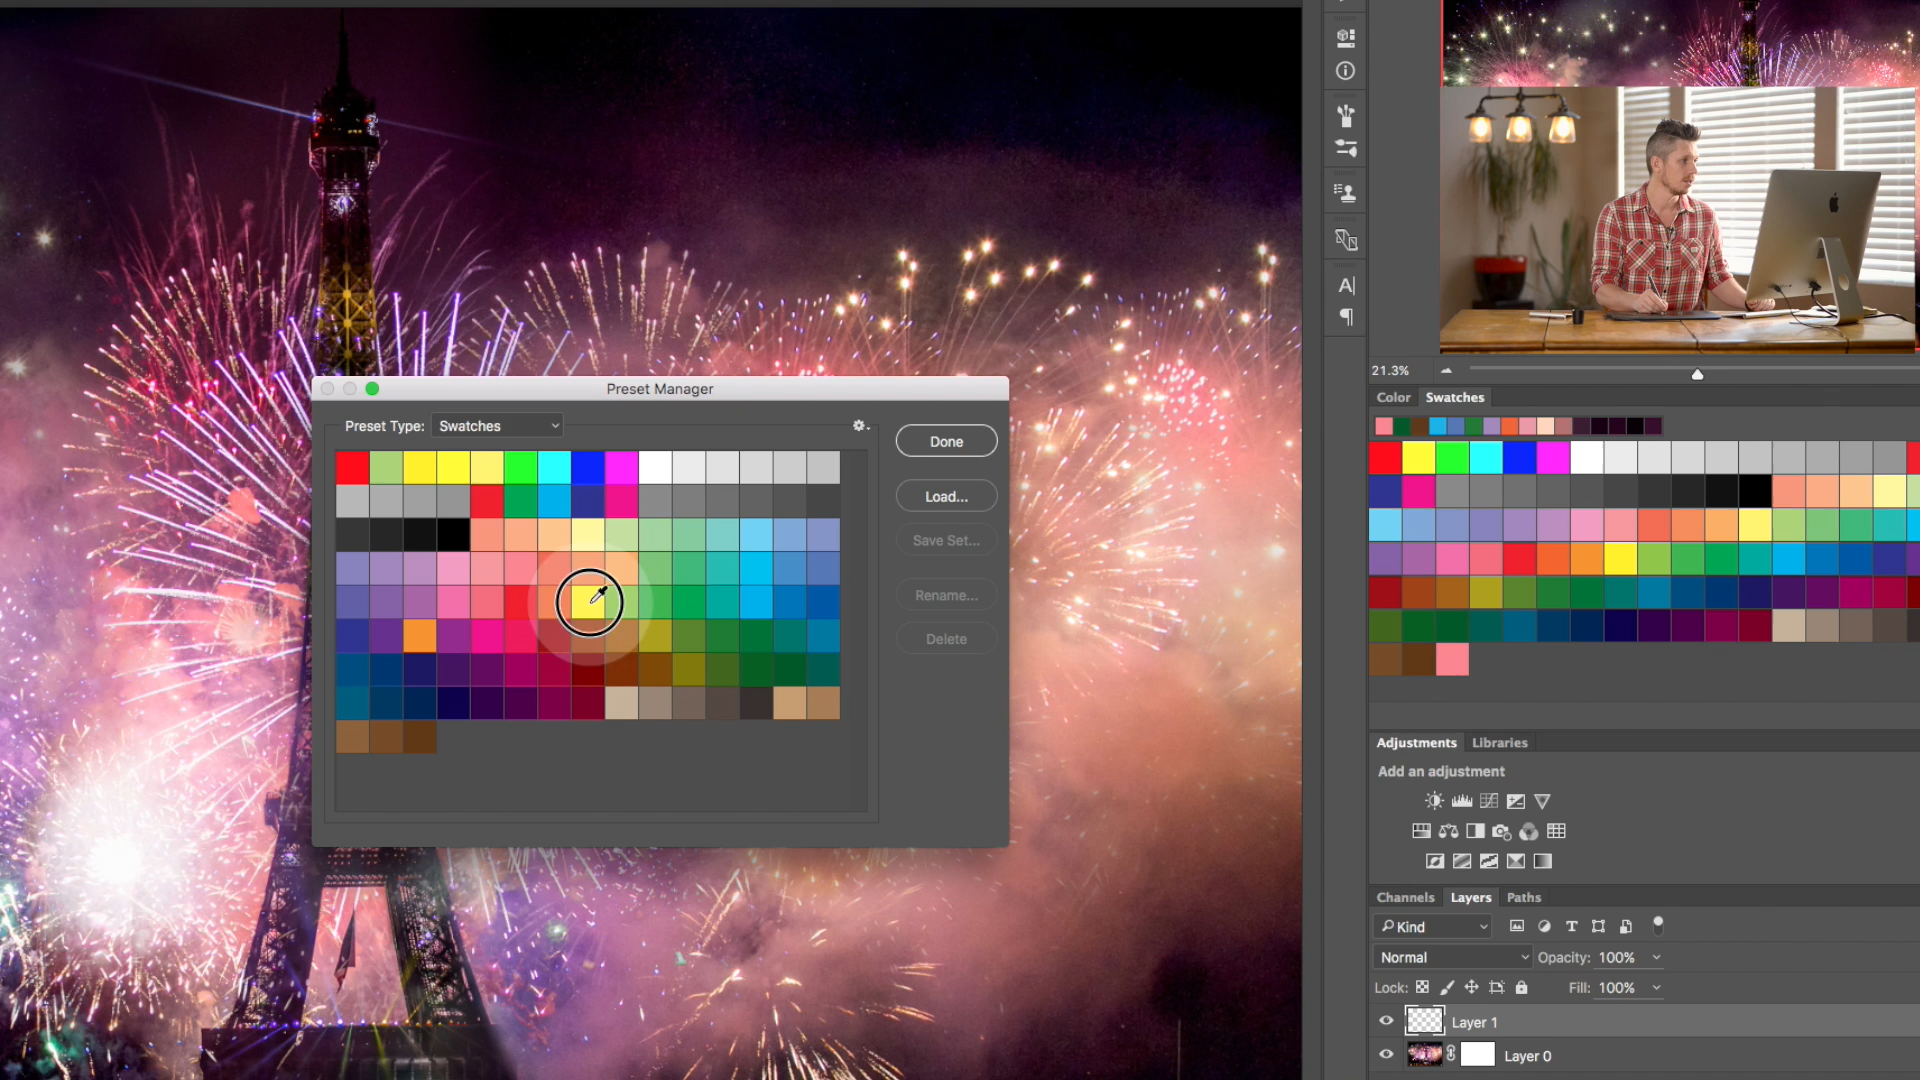 Preset Manager
Preset Type: Swatches
Done
Load...
Save Set...
Rename...
Delete
21.3%
Color Swatches
Adjustments Libraries
Add an adjustment
Channels Layers Paths
Kind
Normal Opacity: 100%
Lock: Fill: 100%
Layer 1
Layer 0